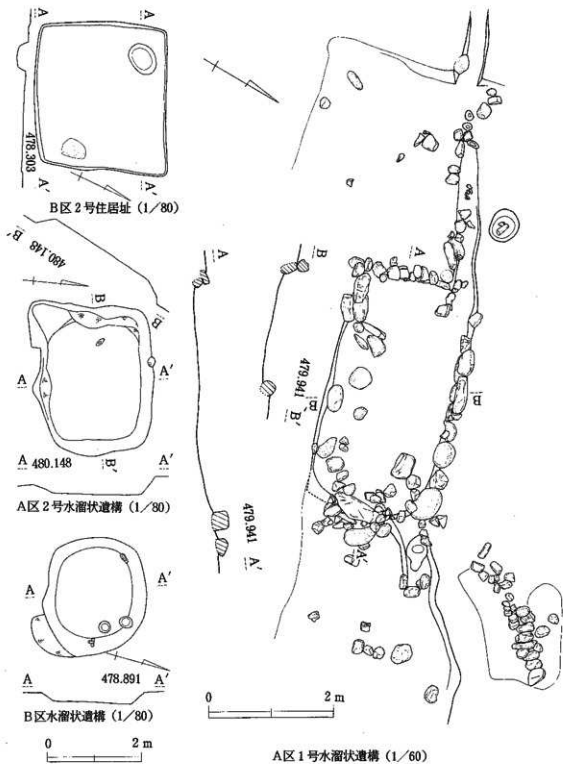 A A
478.303
A' A'
B区2号住居址(1/80)
B' B
480.148
B
A A'
A 480.148 B' A'
A区2号水溜状遺構(1/80)
A A'
A 478.891 A'
B区水溜状遺構(1/80)
0 2 m
A B A
479.941
B' B' B
479.941
A' A'
0 2 m
A区1号水溜状遺構(1/60)